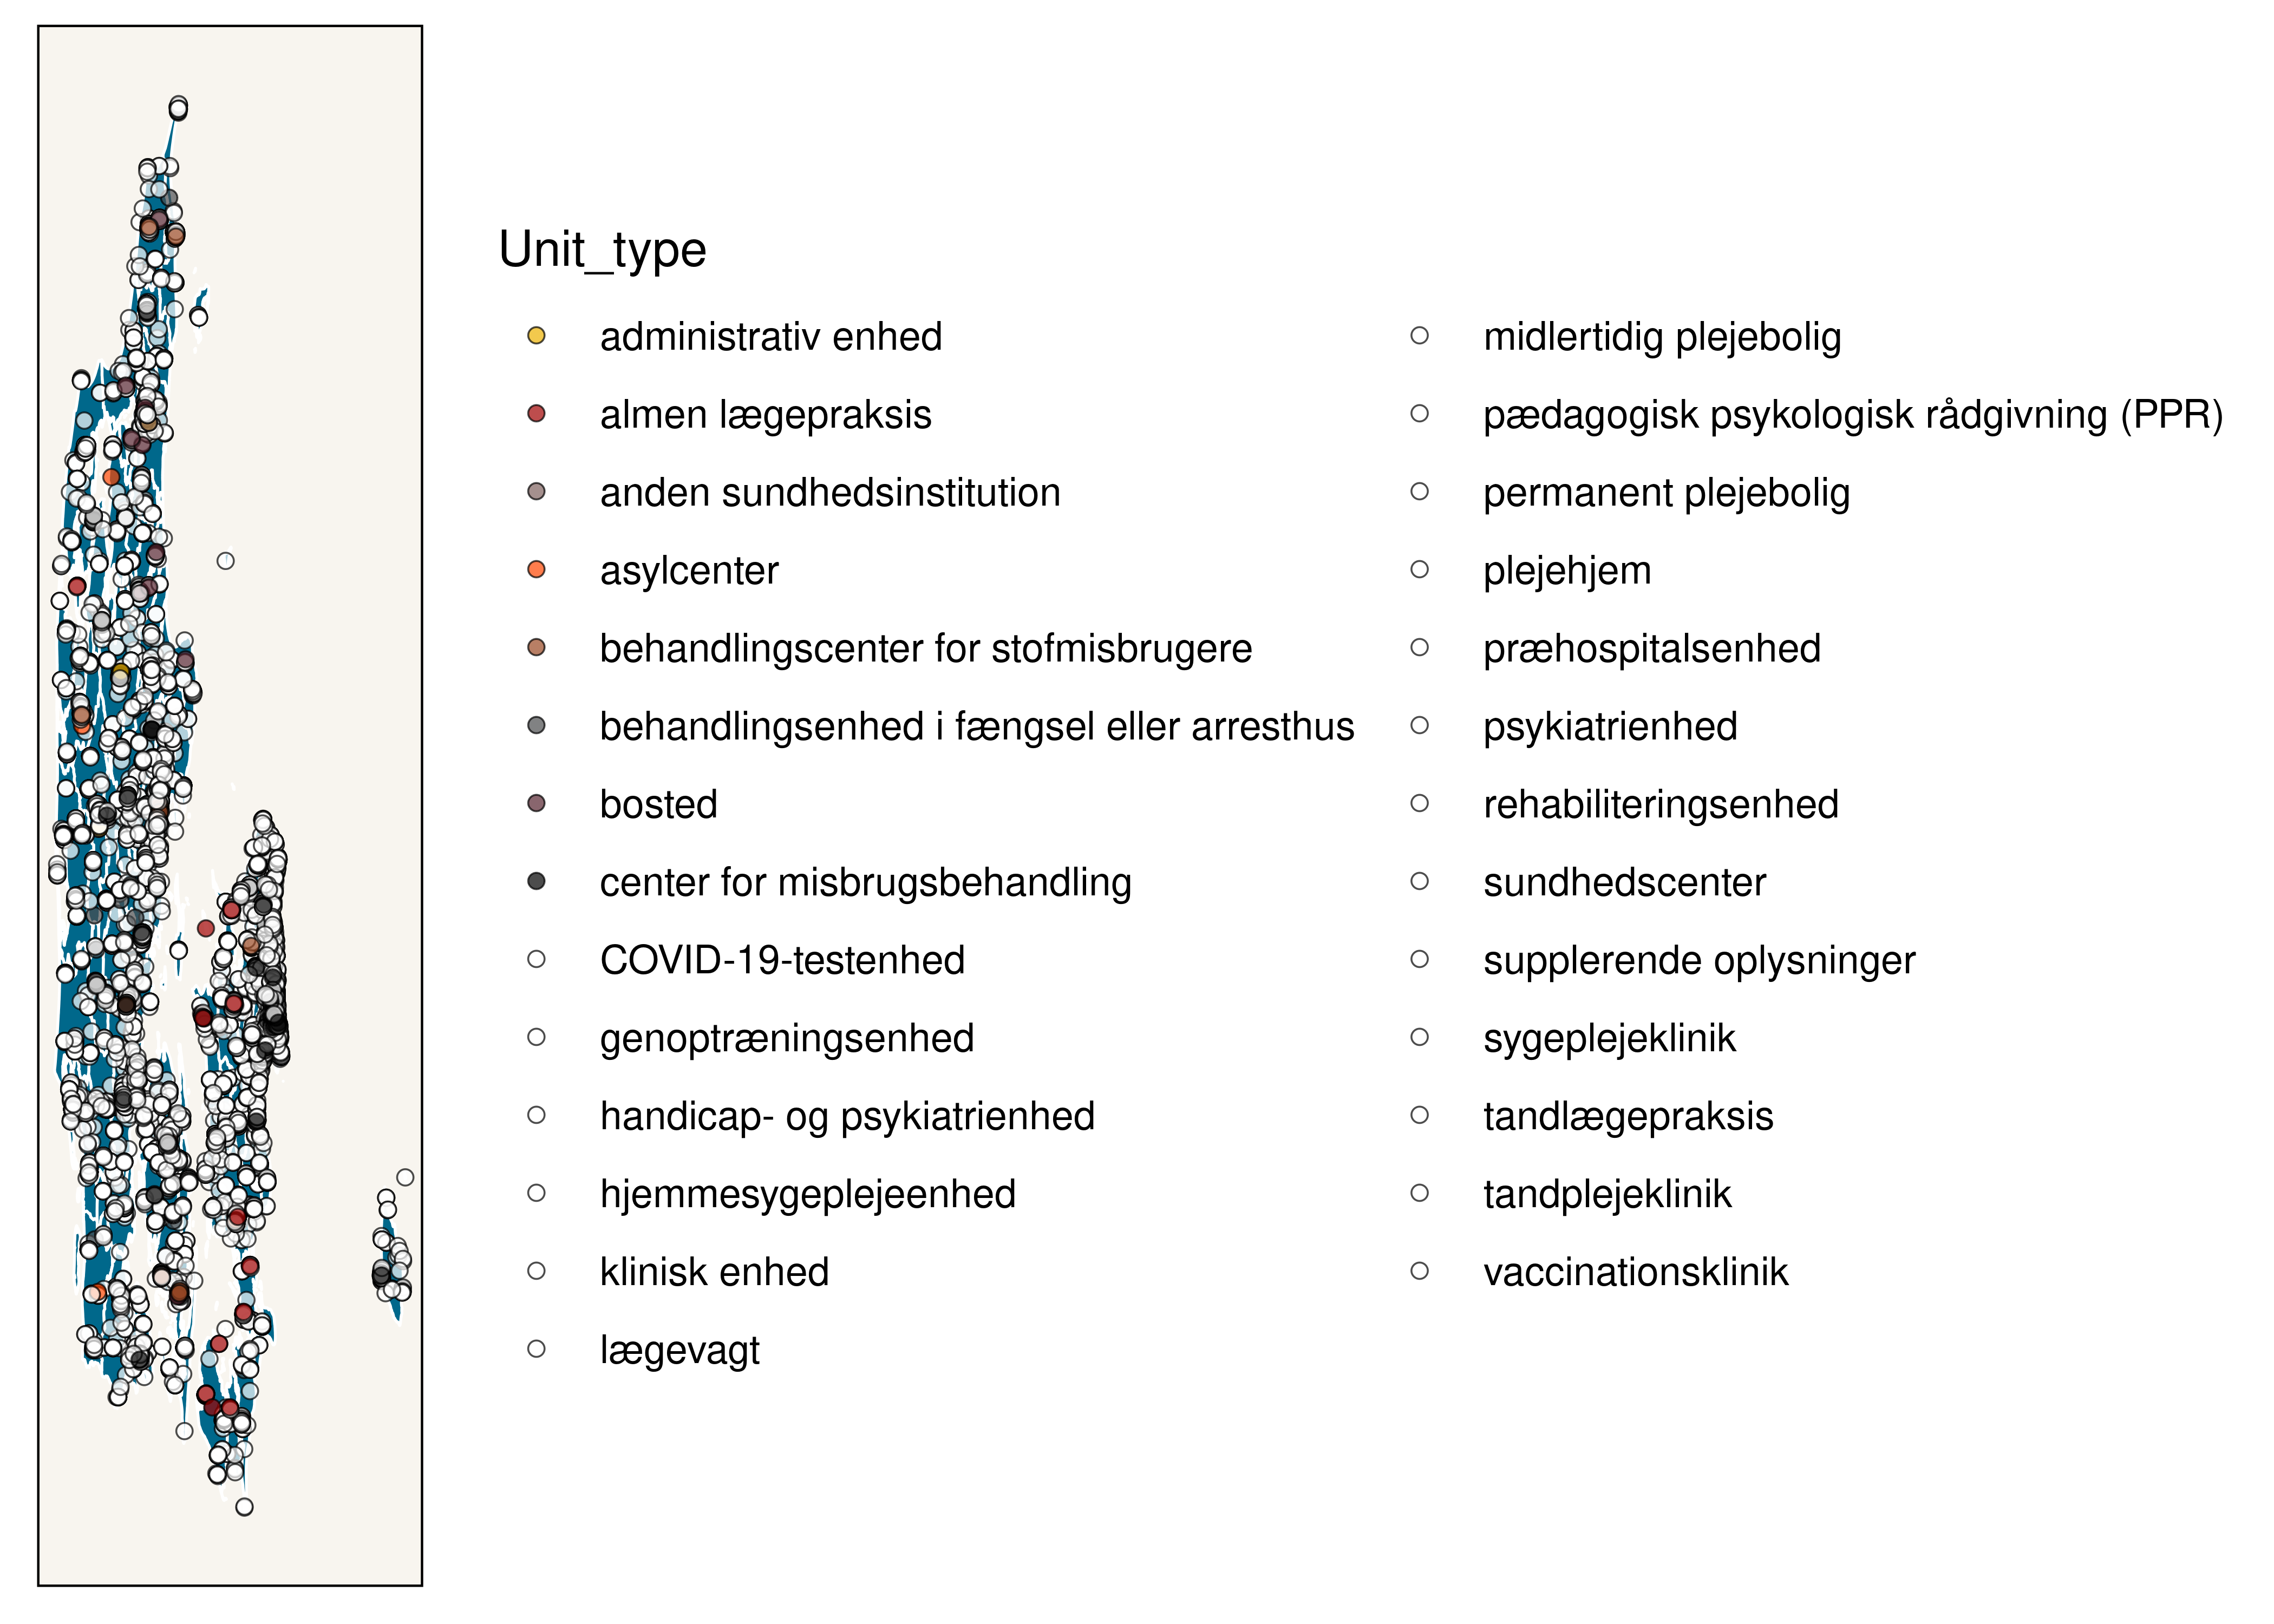 Unit_type
administrativ enhed
almen lægepraksis
anden sundhedsinstitution
asylcenter
behandlingscenter for stofmisbrugere
behandlingsenhed i fængsel eller arresthus
bosted
center for misbrugsbehandling
COVID-19-testenhed
genoptræningsenhed
handicap- og psykiatrienhed
hjemmesygeplejeenhed
klinisk enhed
lægevagt
midlertidig plejebolig
pædagogisk psykologisk rådgivning (PPR)
permanent plejebolig
plejehjem
præhospitalsenhed
psykiatrienhed
rehabiliteringsenhed
sundhedscenter
supplerende oplysninger
sygeplejeklinik
tandlægepraksis
tandplejeklinik
vaccinationsklinik